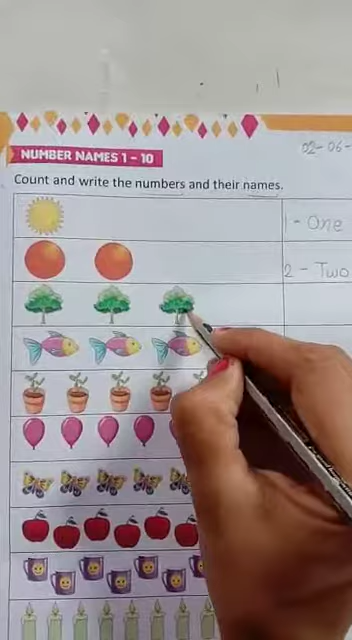 02-06-
NUMBER NAMES 1 - 10
Count and write the numbers and their names.
1 - One
2 - Two